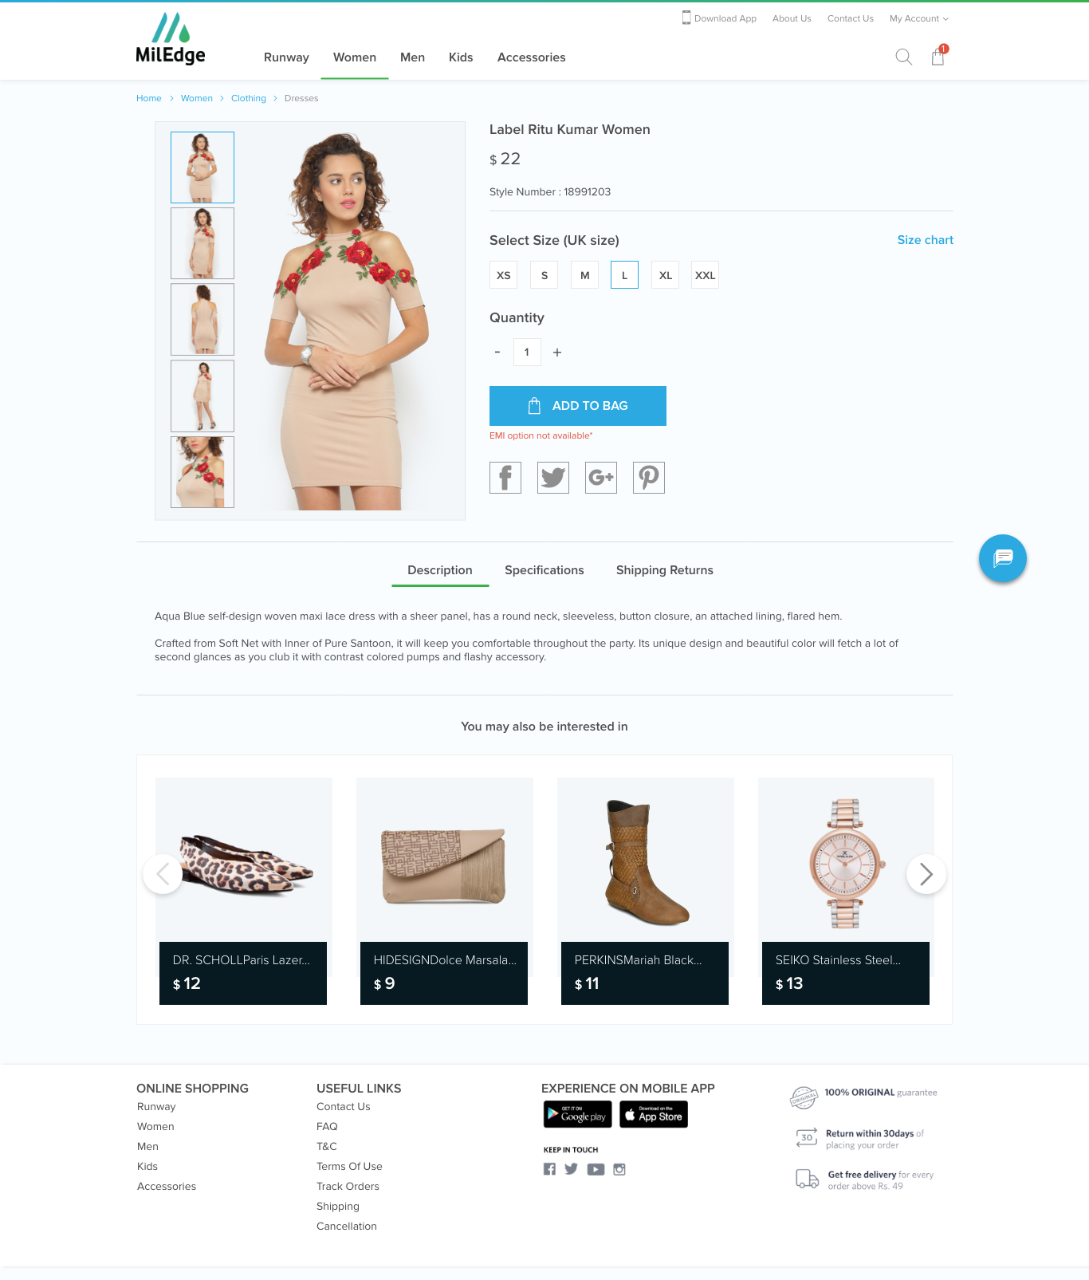 Download App About Us Contact Us My Account
MilEdge
Runway Women Men Kids Accessories
1
Home > Women > Clothing > Dresses
Label Ritu Kumar Women
$ 22
Style Number : 18991203
Select Size (UK size) Size chart
XS S M L XL XXL
Quantity
- 1 +
ADD TO BAG
EMI option not available*
Description Specifications Shipping Returns
Aqua Blue self-design woven maxi lace dress with a sheer panel, has a round neck, sleeveless, button closure, an attached lining, flared hem.
Crafted from Soft Net with Inner of Pure Santoon, it will keep you comfortable throughout the party. Its unique design and beautiful color will fetch a lot of
second glances as you club it with contrast colored pumps and flashy accessory.
You may also be interested in
DR. SCHOLLParis Lazer...
$ 12
HIDESIGNDolce Marsala...
$ 9
PERKINSMariah Black...
$ 11
SEIKO Stainless Steel...
$ 13
ONLINE SHOPPING
Runway
Women
Men
Kids
Accessories
USEFUL LINKS
Contact Us
FAQ
T&C
Terms Of Use
Track Orders
Shipping
Cancellation
EXPERIENCE ON MOBILE APP
GET IT ON
Google play
Download on the
App Store
KEEP IN TOUCH
ORIGINAL
100% ORIGINAL guarantee
30
Return within 30days of
placing your order
Get free delivery for every
order above Rs. 49